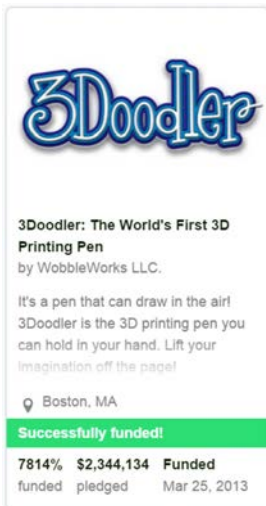 3Doodler
3Doodler: The World's First 3D
Printing Pen
by WobbleWorks LLC.
It's a pen that can draw in the air!
3Doodler is the 3D printing pen you
can hold in your hand. Lift your
imagination off the page!
Boston, MA
Successfully funded!
7814% $2,344,134 Funded
funded pledged Mar 25, 2013